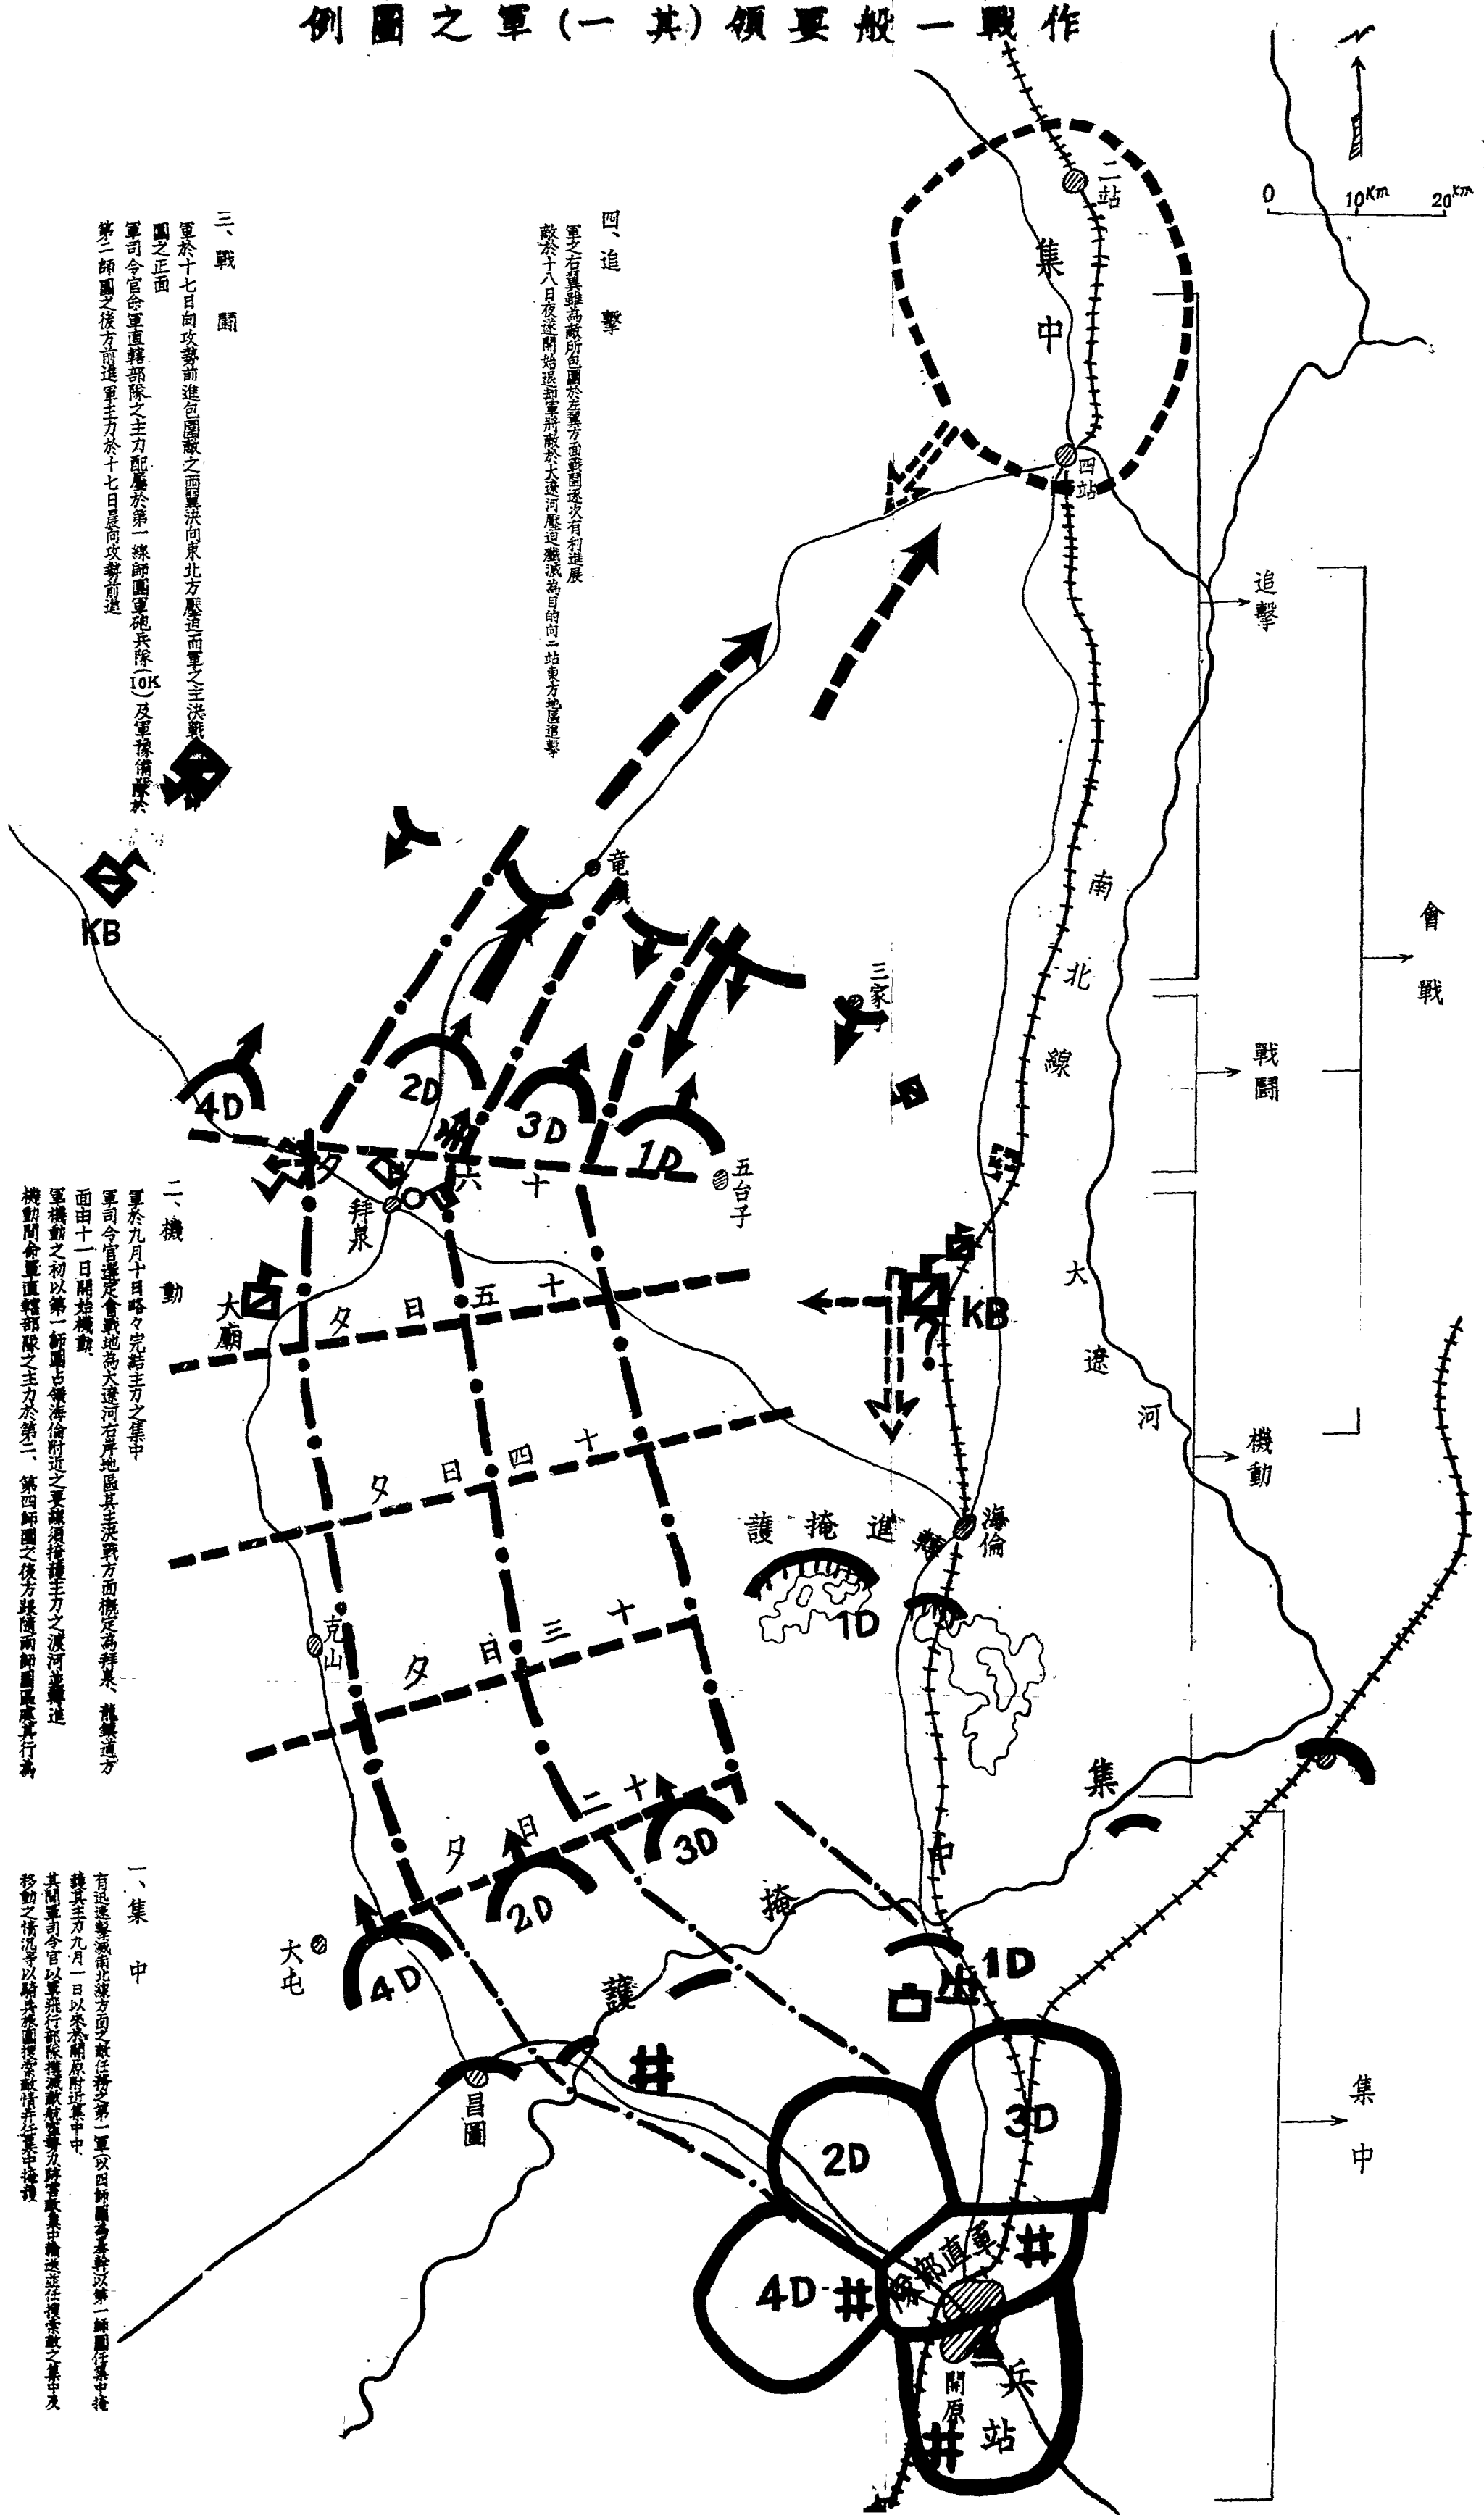 作戰一般要領(其一)軍之圖例
0 10Km 20Km
二站
集中
四站
四、追擊
軍之右翼雖為敵所包圍於左翼方面戰鬪逐次有利進展
敵於十八日夜遂開始退却軍將敵於大遼河壓迫殲滅為目的向二站東方地區追擊
三、戰鬪
軍於十七日向攻勢前進包圍敵之西翼決向東北方壓迫而軍之主決戰
團之正面
軍司令官命軍直轄部隊之主力配屬於第一線師團軍砲兵隊(10K)及軍豫備隊於
第二師團之後方前進軍主力於十七日晨向攻勢前進
追擊
會戰
戰鬪
機動
集中
南北線
大遼河
竜鎮
三家
KB
4D
2D
3D
1D
十六夕
五台子
拜泉
大廟
十五日夕
KB
?
十四日夕
海倫
轉進掩護
1D
克山
十三日夕
十二日夕
3D
2D
4D
大屯
集中掩護
1D
昌圖
3D
2D
4D
軍直部隊
開原
兵站
二、機動
軍於九月十日略々完結主力之集中
軍司令官選定會戰地為大遼河右岸地區其主決戰方面概定為拜泉、龍鎮道方
面由十一日開始機動、
軍機動之初以第一師團占領海倫附近之要線須掩護主力之渡河並轉進
機動間命軍直轄部隊之主力於第二、第四師團之後方跟隨兩師團區處其行為
一、集中
有迅速擊滅南北線方面之敵任務之第一軍(以四師團為基幹)以第一師團任集中掩
護其主力九月一日以來於開原附近集中中、
其間軍司令官以軍飛行部隊擊滅敵航空勢力、妨害敵集中輸送並任搜索敵之集中及
移動之情況等以騎兵旅團搜索敵情并任集中掩護